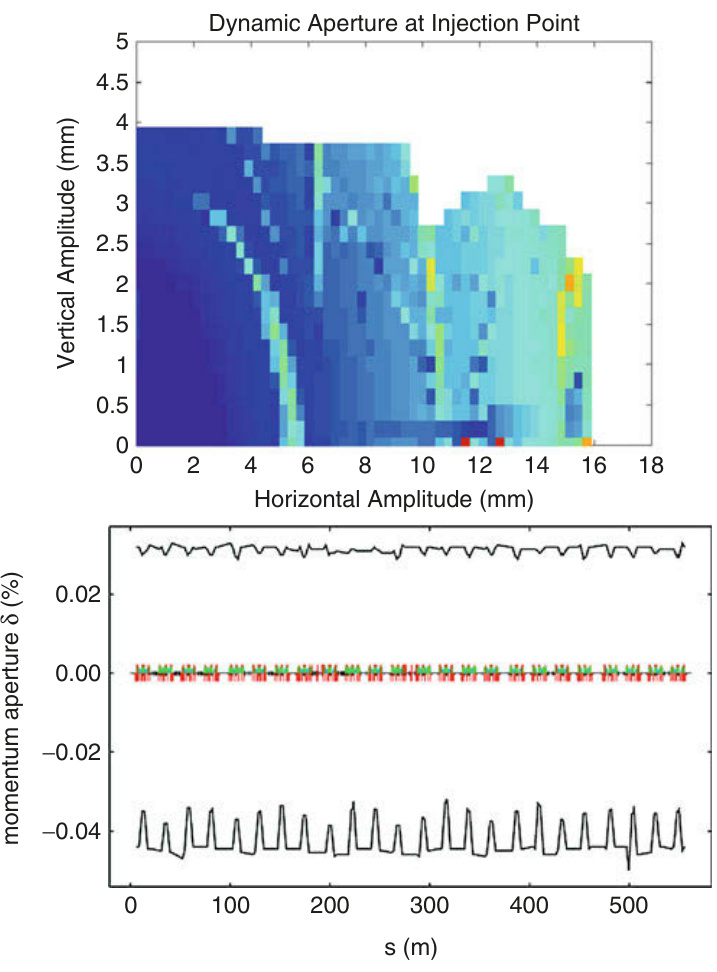 Dynamic Aperture at Injection Point
5
4.5
4
3.5
3
2.5
2
1.5
1
0.5
0
Vertical Amplitude (mm)
0 2 4 6 8 10 12 14 16 18
Horizontal Amplitude (mm)
0.02
0.00
−0.02
−0.04
momentum aperture δ (%)
0 100 200 300 400 500
s (m)